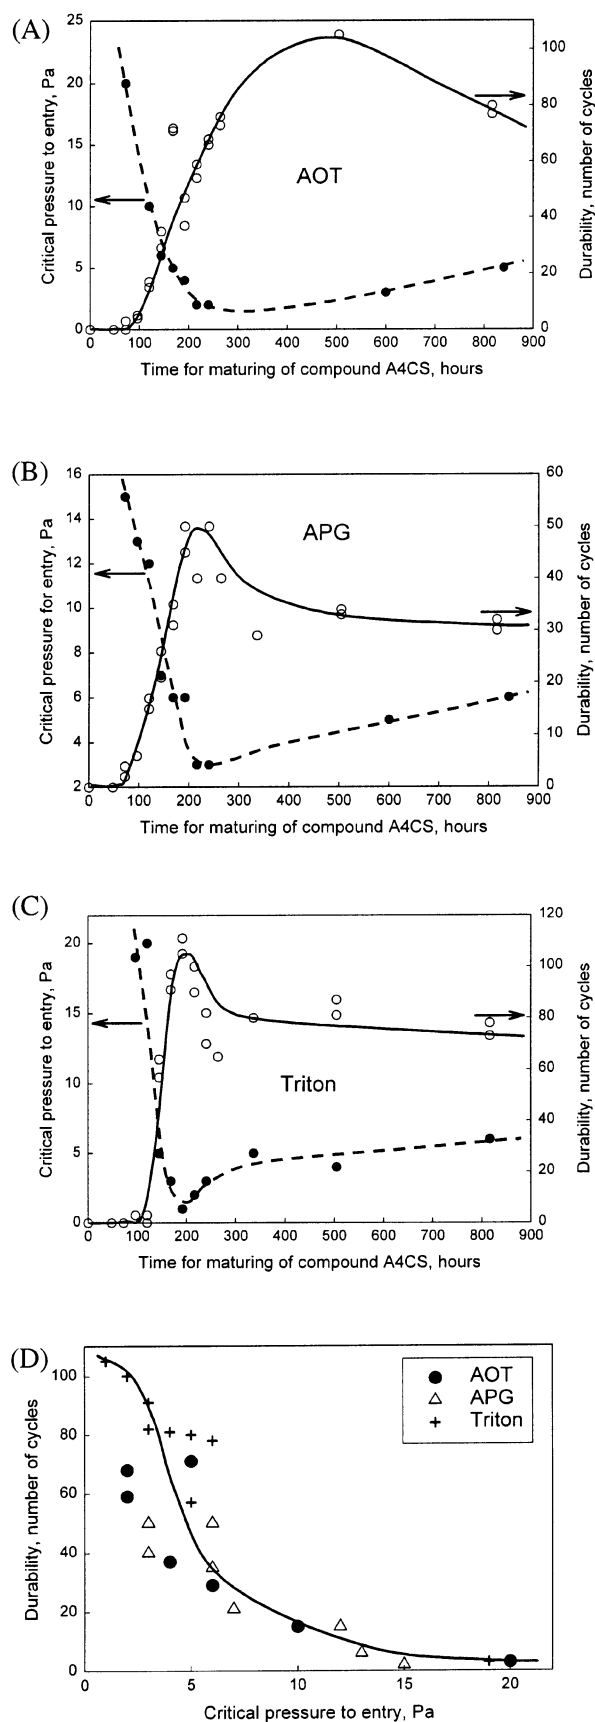 (A)
25
20
15
10
5
0
Critical pressure to entry, Pa
100
80
60
40
20
0
Durability, number of cycles
AOT
0 100 200 300 400 500 600 700 800 900
Time for maturing of compound A4CS, hours
(B)
16
14
12
10
8
6
4
2
Critical pressure for entry, Pa
60
50
40
30
20
10
0
Durability, number of cycles
APG
0 100 200 300 400 500 600 700 800 900
Time for maturing of compound A4CS, hours
(C)
20
15
10
5
0
Critical pressure to entry, Pa
120
100
80
60
40
20
0
Durability, number of cycles
Triton
0 100 200 300 400 500 600 700 800 900
Time for maturing of compound A4CS, hours
(D)
100
80
60
40
20
0
Durability, number of cycles
AOT
APG
Triton
0 5 10 15 20
Critical pressure to entry, Pa